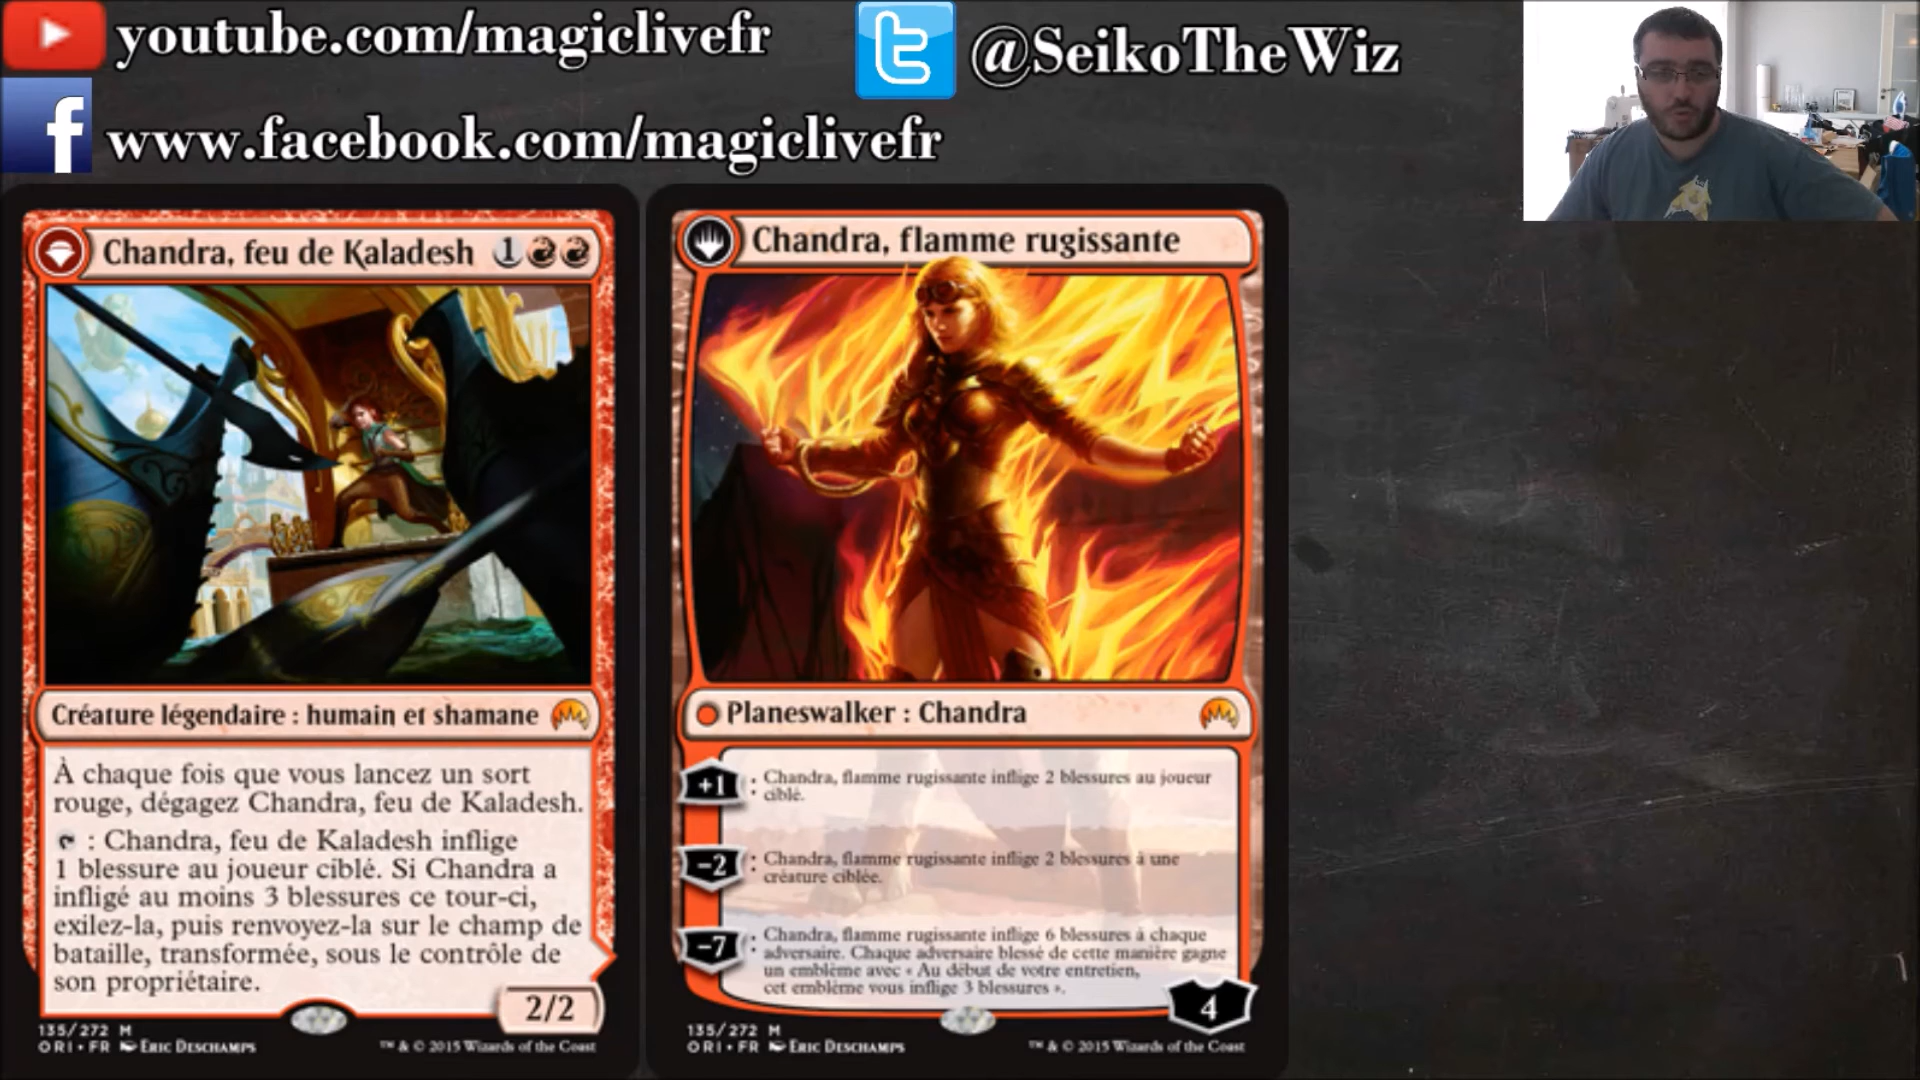 youtube.com/magiclivefr
@SeikoTheWiz
www.facebook.com/magiclivefr
Chandra, feu de Kaladesh 1
Créature légendaire : humain et shamane
À chaque fois que vous lancez un sort
rouge, dégagez Chandra, feu de Kaladesh.
: Chandra, feu de Kaladesh inflige
1 blessure au joueur ciblé. Si Chandra a
infligé au moins 3 blessures ce tour-ci,
exilez-la, puis renvoyez-la sur le champ de
bataille, transformée, sous le contrôle de
son propriétaire.
2/2
135/272 M
ORI • FR Eric Deschamps
™ & © 2015 Wizards of the Coast
Chandra, flamme rugissante
Planeswalker : Chandra
+1 : Chandra, flamme rugissante inflige 2 blessures au joueur
ciblé.
-2 : Chandra, flamme rugissante inflige 2 blessures à une
créature ciblée.
-7 : Chandra, flamme rugissante inflige 6 blessures à chaque
adversaire. Chaque adversaire blessé de cette manière gagne
un emblème avec « Au début de votre entretien,
cet emblème vous inflige 3 blessures ».
4
135/272 M
ORI • FR Eric Deschamps
™ & © 2015 Wizards of the Coast